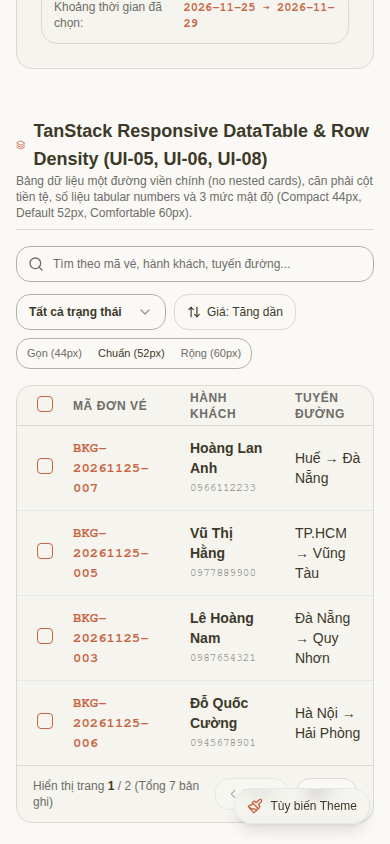 Khoảng thời gian đã chọn:
2026-11-25 → 2026-11-29
TanStack Responsive DataTable & Row
Density (UI-05, UI-06, UI-08)
Bảng dữ liệu một đường viền chính (no nested cards), căn phải cột
tiền tệ, số liệu tabular numbers và 3 mức mật độ (Compact 44px,
Default 52px, Comfortable 60px).
Tìm theo mã vé, hành khách, tuyến đường...
Tất cả trạng thái
Giá: Tăng dần
Gọn (44px) Chuẩn (52px) Rộng (60px)
MÃ ĐƠN VÉ HÀNH KHÁCH TUYẾN ĐƯỜNG
BKG-20261125-007
Hoàng Lan Anh
0966112233
Huế → Đà Nẵng
BKG-20261125-005
Vũ Thị Hằng
0977889900
TP.HCM → Vũng Tàu
BKG-20261125-003
Lê Hoàng Nam
0987654321
Đà Nẵng → Quy Nhơn
BKG-20261125-006
Đỗ Quốc Cường
0945678901
Hà Nội → Hải Phòng
Hiển thị trang 1 / 2 (Tổng 7 bản
ghi)
Tùy biến Theme